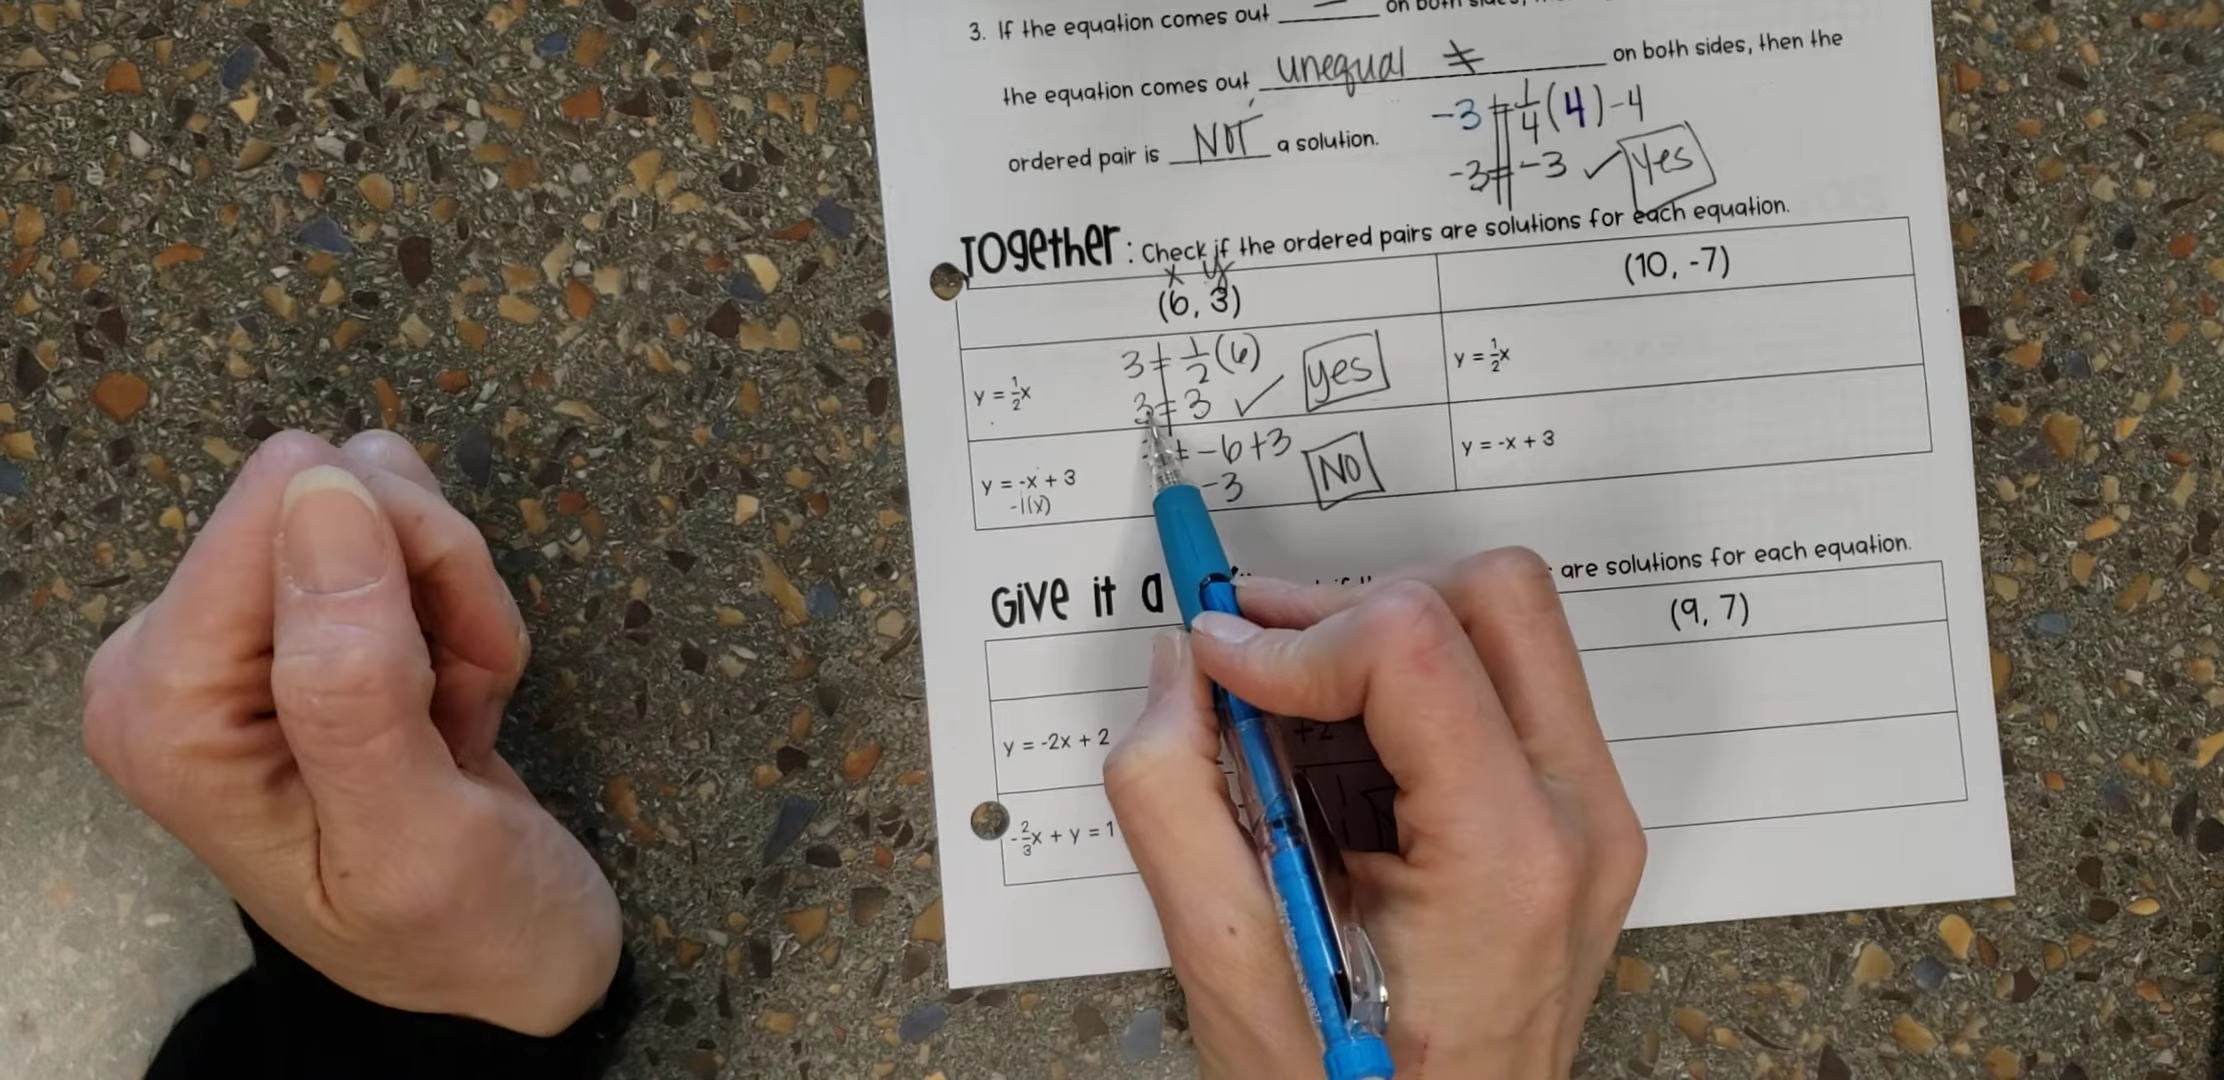 3. If the equation comes out
the equation comes out unequal ≠ on both sides, then the
ordered pair is NOT a solution.
-3 = 1/4 (4) -4
-3 = -3 ✓ yes
Together: Check if the ordered pairs are solutions for each equation.
x y
(6, 3)
(10, -7)
y = 1/2x
3 = 1/2 (6)
3 = 3 ✓ yes
y = 1/2x
y = -x + 3
-1(x)
= -6+3
-3
NO
y = -x + 3
Give it a
are solutions for each equation.
(9, 7)
y = -2x + 2
+2
-2/3x + y = 1